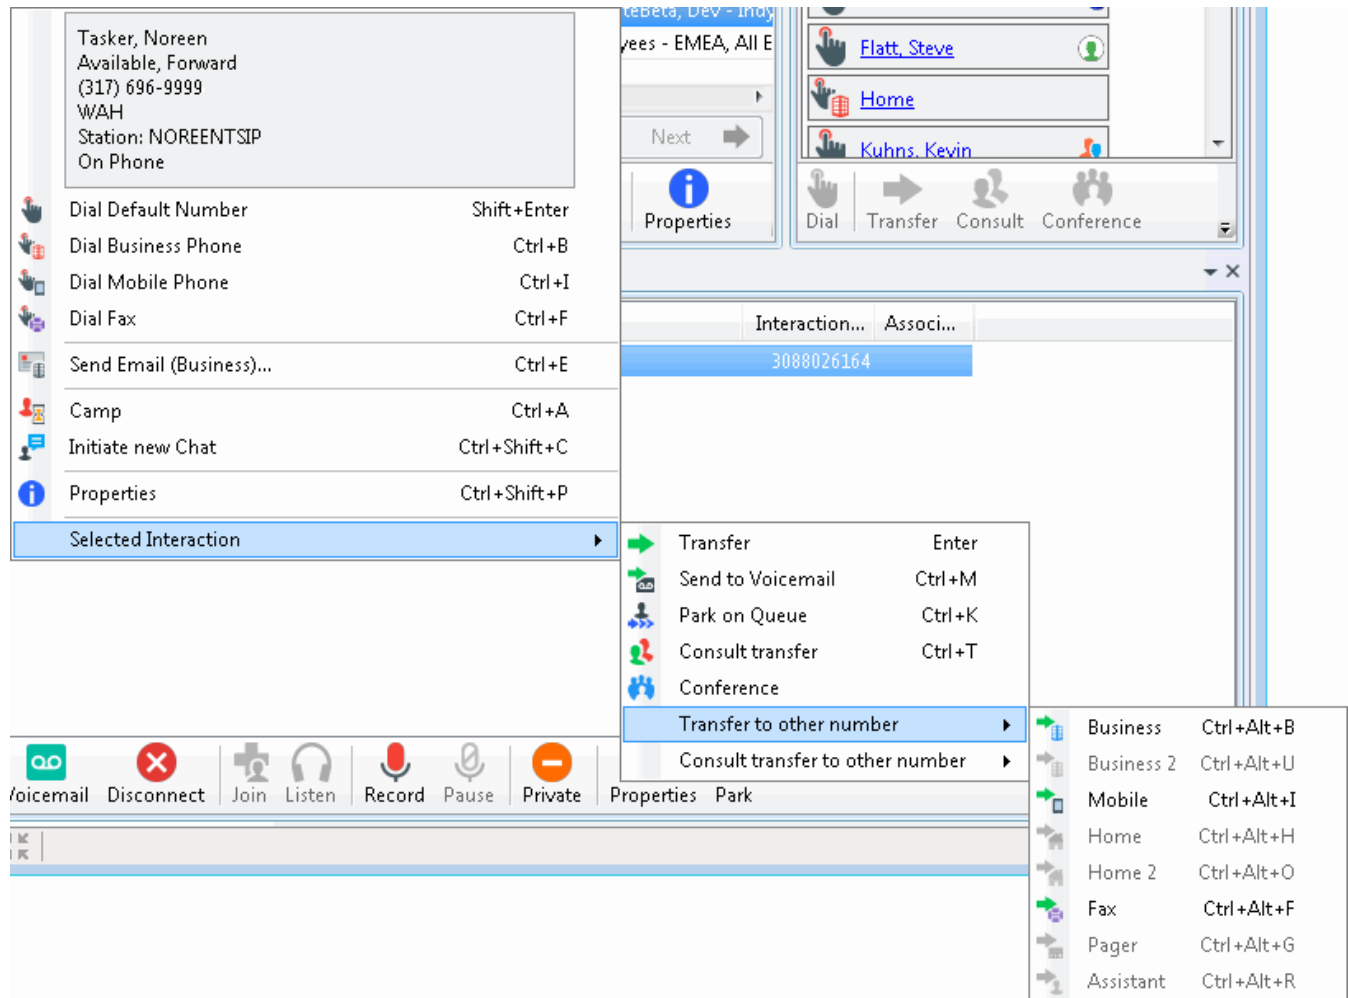 Tasker, Noreen
Available, Forward
(317) 696-9999
WAH
Station: NOREENTSIP
On Phone
Dial Default Number Shift+Enter
Dial Business Phone Ctrl+B
Dial Mobile Phone Ctrl+I
Dial Fax Ctrl+F
Send Email (Business)... Ctrl+E
Camp Ctrl+A
Initiate new Chat Ctrl+Shift+C
Properties Ctrl+Shift+P
Selected Interaction
teBeta, Dev - Indy
yees - EMEA, All E
Next
Properties
Flatt, Steve
Home
Kuhns, Kevin
Dial Transfer Consult Conference
Interaction... Associ...
3088026164
Transfer Enter
Send to Voicemail Ctrl+M
Park on Queue Ctrl+K
Consult transfer Ctrl+T
Conference
Transfer to other number
Consult transfer to other number
Business Ctrl+Alt+B
Business 2 Ctrl+Alt+U
Mobile Ctrl+Alt+I
Home Ctrl+Alt+H
Home 2 Ctrl+Alt+O
Fax Ctrl+Alt+F
Pager Ctrl+Alt+G
Assistant Ctrl+Alt+R
Voicemail Disconnect Join Listen Record Pause Private Properties Park